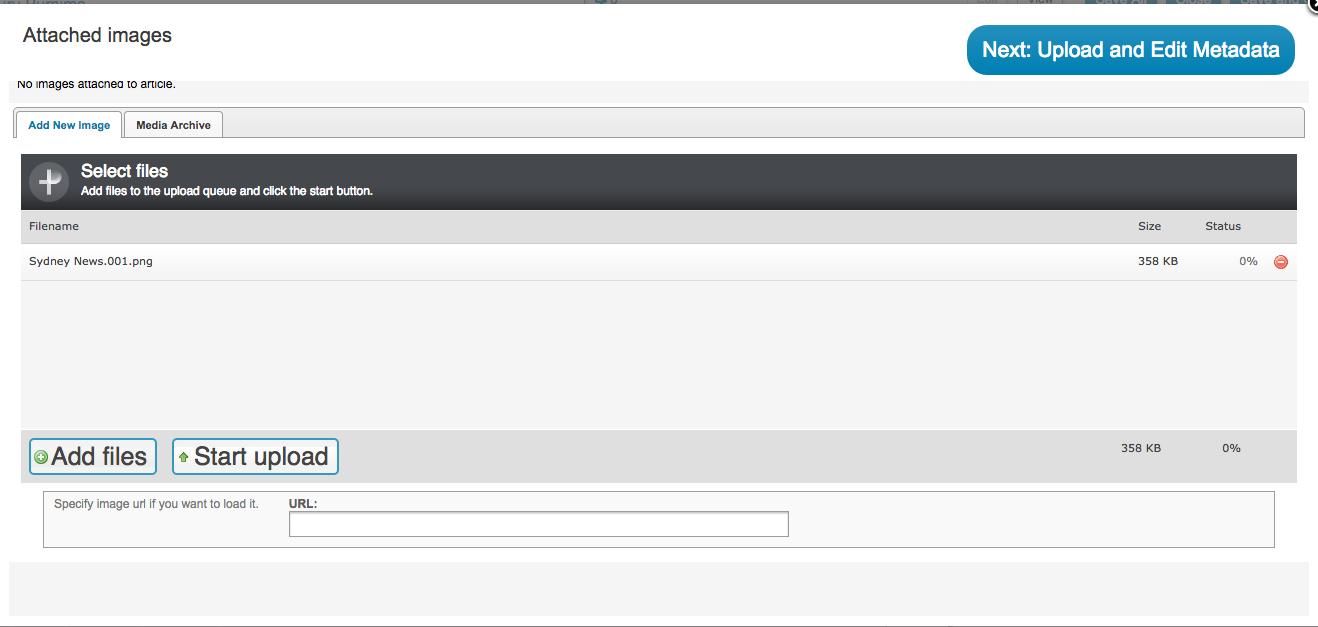 Attached images
Next: Upload and Edit Metadata
No images attached to article.
Add New Image
Media Archive
Select files
Add files to the upload queue and click the start button.
Filename Size Status
Sydney News.001.png 358 KB 0%
Add files Start upload 358 KB 0%
Specify image url if you want to load it. URL: